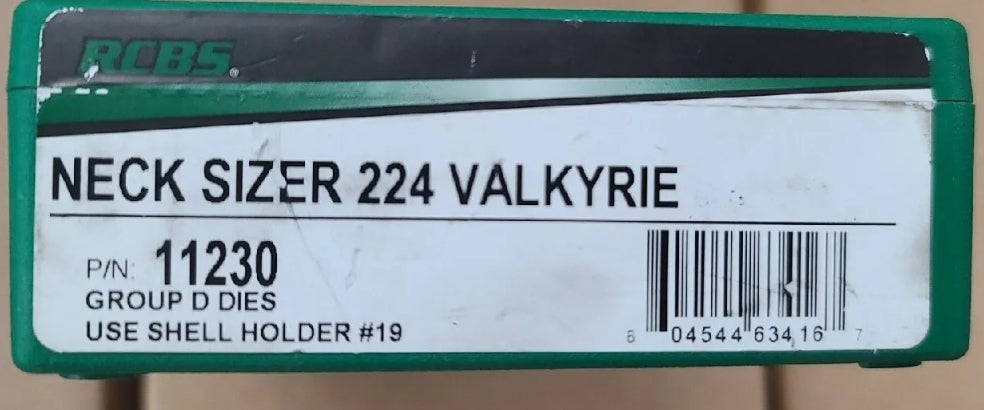 RCBS®
NECK SIZER 224 VALKYRIE
P/N: 11230
GROUP D DIES
USE SHELL HOLDER #19
6 04544 63416 7